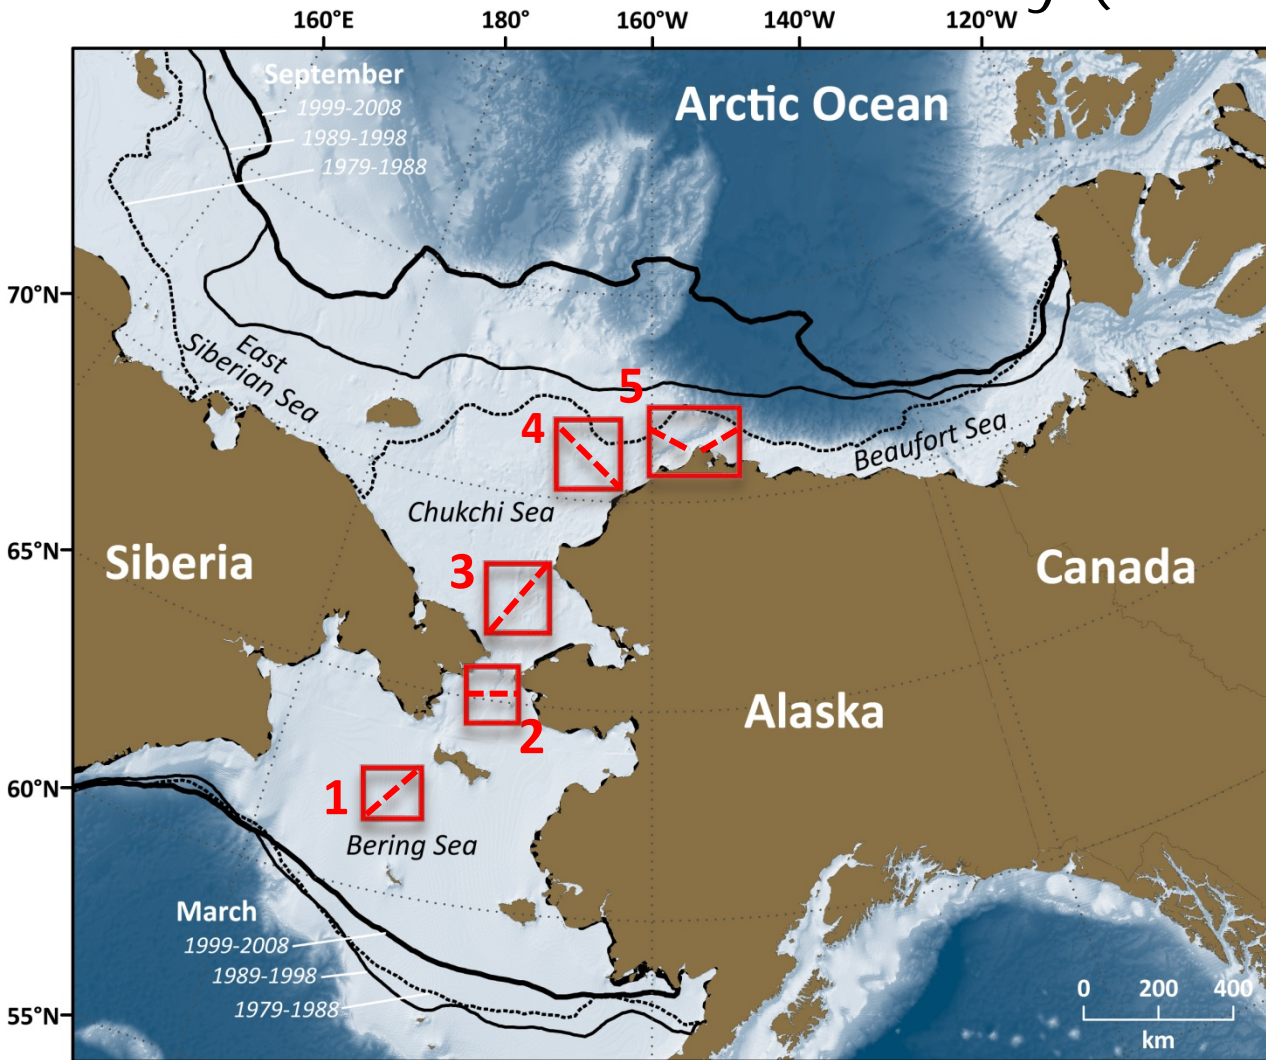 160°E 180° 160°W 140°W 120°W
September
1999-2008
1989-1998
1979-1988
Arctic Ocean
70°N
East
Siberian Sea
5
4
Beaufort Sea
Chukchi Sea
65°N
Siberia
3
Canada
Alaska
2
60°N
1
Bering Sea
March
1999-2008
1989-1998
1979-1988
0 200 400
km
55°N